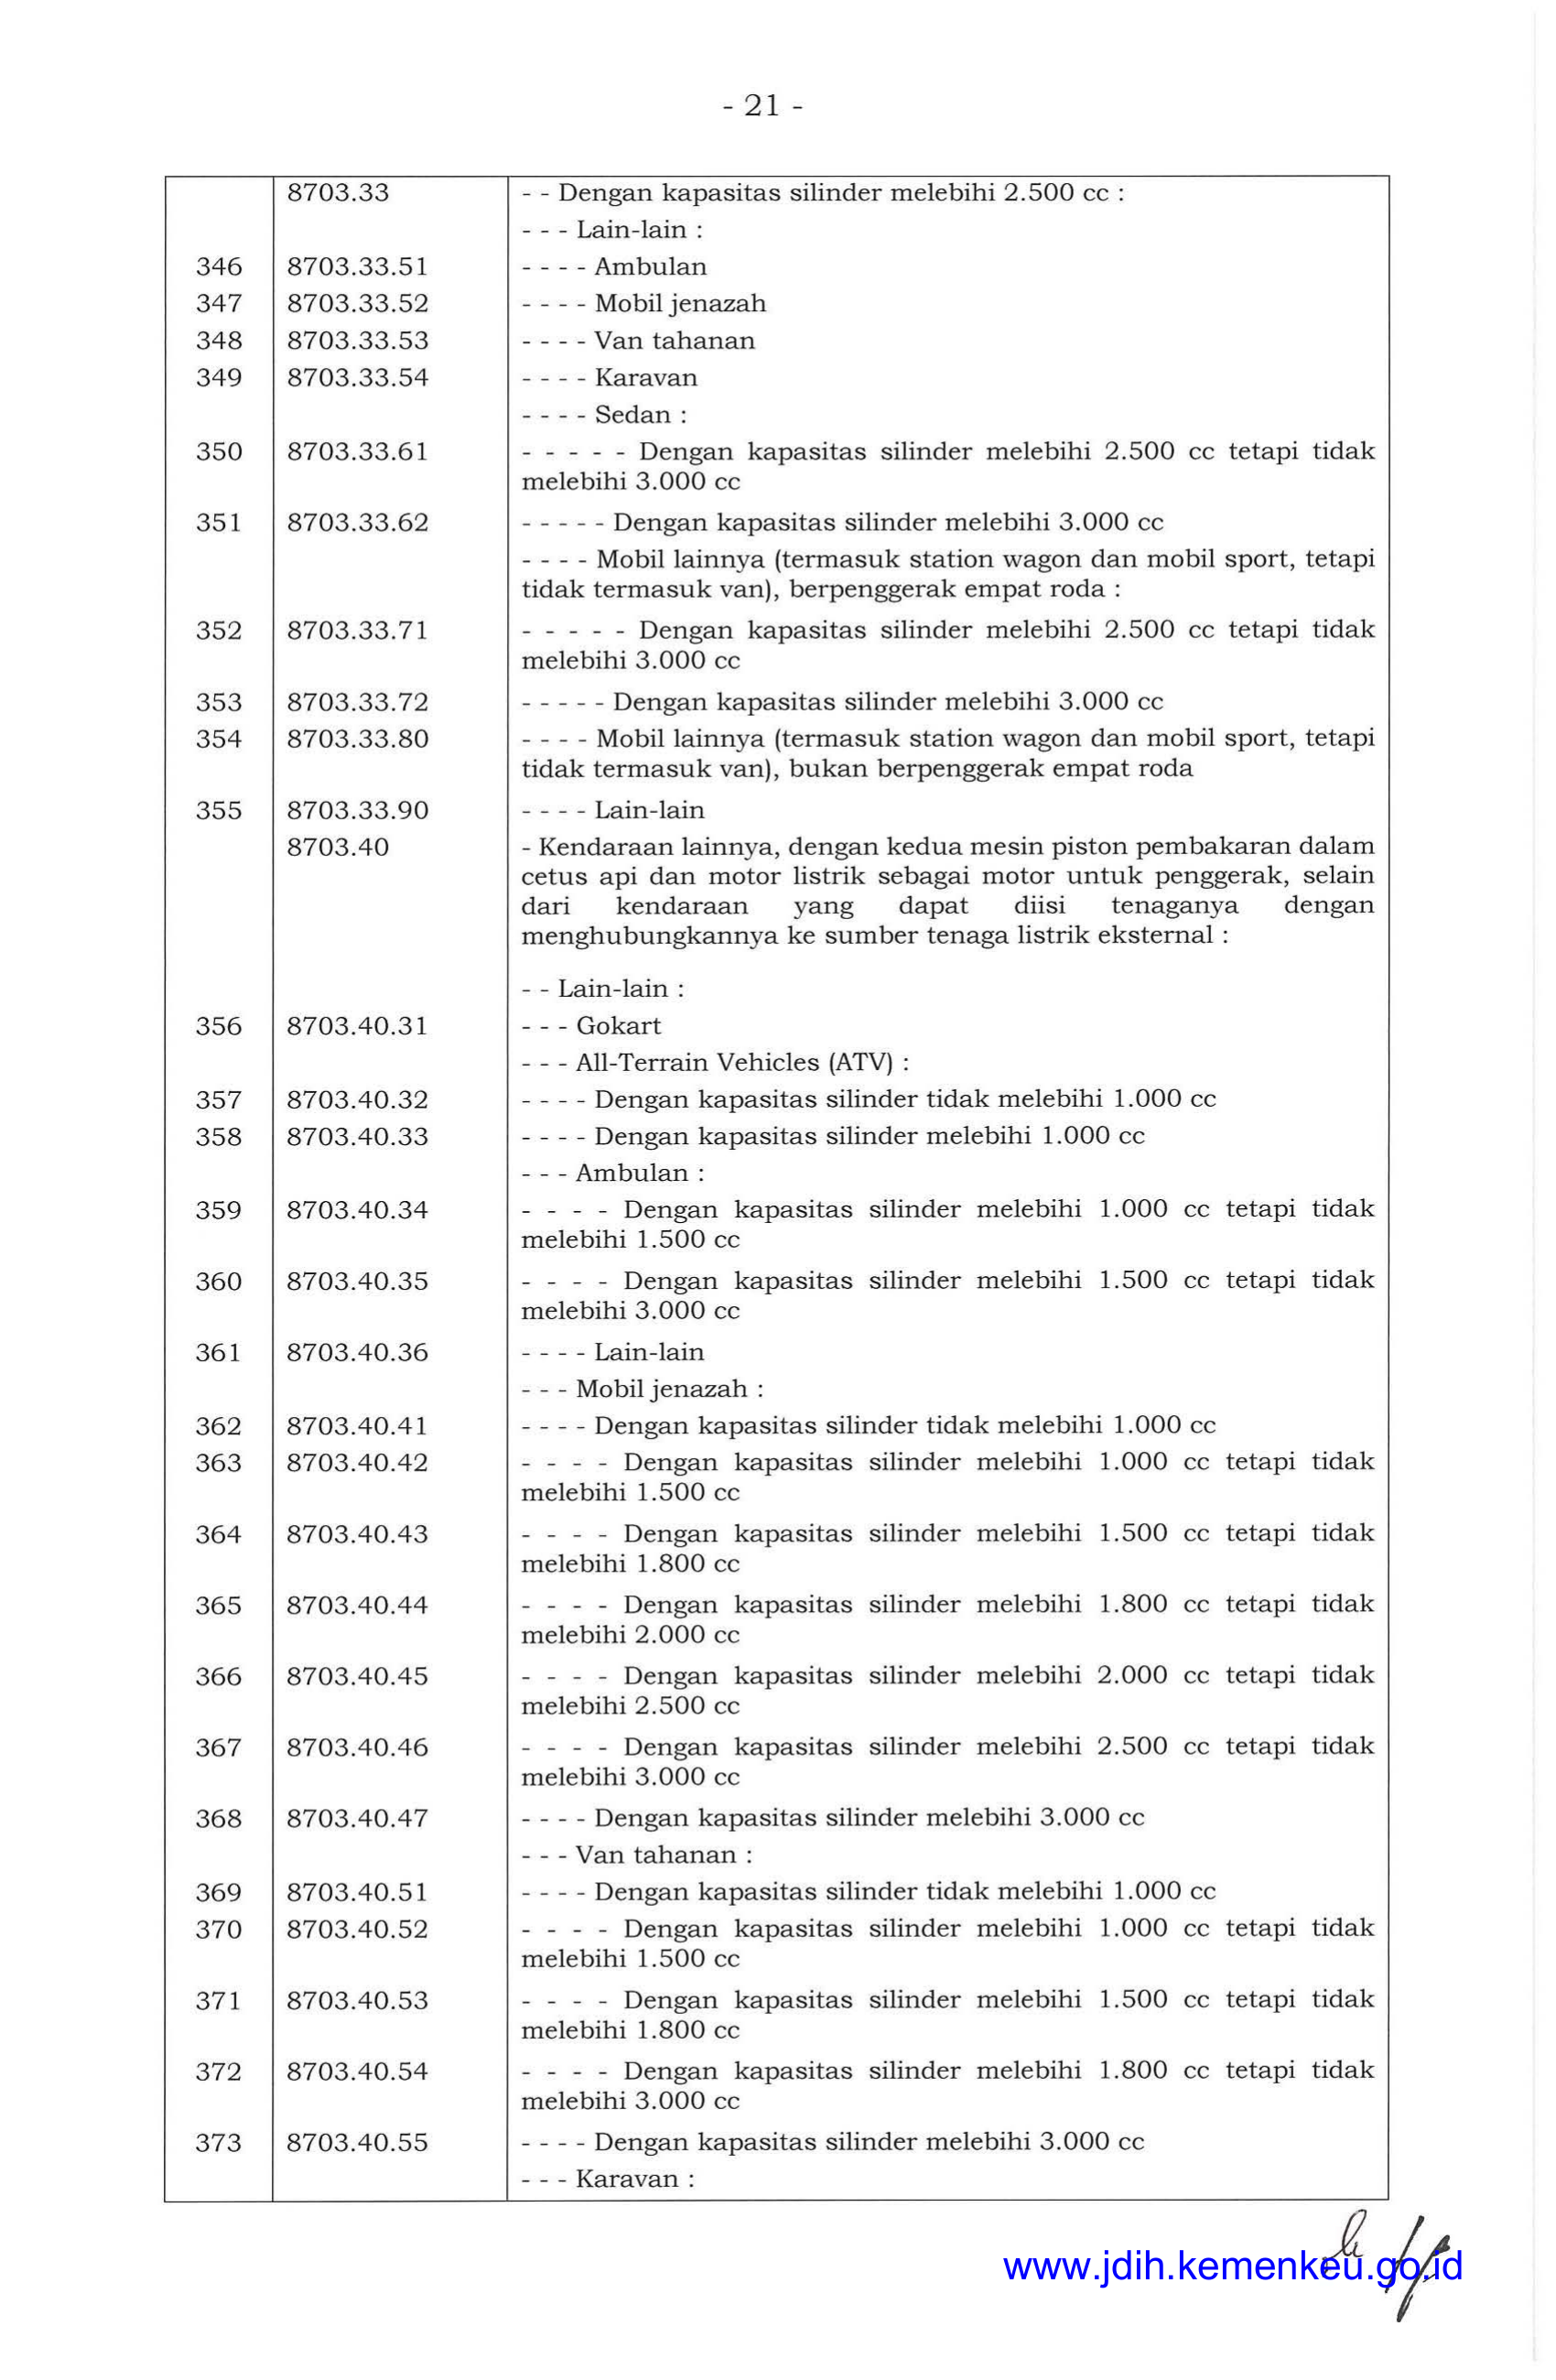 - 21 -
8703.33 - - Dengan kapasitas silinder melebihi 2.500 cc :
- - - Lain-lain :
346 8703.33.51 - - - - Ambulan
347 8703.33.52 - - - - Mobil jenazah
348 8703.33.53 - - - - Van tahanan
349 8703.33.54 - - - - Karavan
- - - - Sedan :
350 8703.33.61 - - - - - Dengan kapasitas silinder melebihi 2.500 cc tetapi tidak
melebihi 3.000 cc
351 8703.33.62 - - - - - Dengan kapasitas silinder melebihi 3.000 cc
- - - - Mobil lainnya (termasuk station wagon dan mobil sport, tetapi
tidak termasuk van), berpenggerak empat roda :
352 8703.33.71 - - - - - Dengan kapasitas silinder melebihi 2.500 cc tetapi tidak
melebihi 3.000 cc
353 8703.33.72 - - - - - Dengan kapasitas silinder melebihi 3.000 cc
354 8703.33.80 - - - - Mobil lainnya (termasuk station wagon dan mobil sport, tetapi
tidak termasuk van), bukan berpenggerak empat roda
355 8703.33.90 - - - - Lain-lain
8703.40 - Kendaraan lainnya, dengan kedua mesin piston pembakaran dalam
cetus api dan motor listrik sebagai motor untuk penggerak, selain
dari kendaraan yang dapat diisi tenaganya dengan
menghubungkannya ke sumber tenaga listrik eksternal :
- - Lain-lain :
356 8703.40.31 - - - Gokart
- - - All-Terrain Vehicles (ATV) :
357 8703.40.32 - - - - Dengan kapasitas silinder tidak melebihi 1.000 cc
358 8703.40.33 - - - - Dengan kapasitas silinder melebihi 1.000 cc
- - - Ambulan :
359 8703.40.34 - - - - Dengan kapasitas silinder melebihi 1.000 cc tetapi tidak
melebihi 1.500 cc
360 8703.40.35 - - - - Dengan kapasitas silinder melebihi 1.500 cc tetapi tidak
melebihi 3.000 cc
361 8703.40.36 - - - - Lain-lain
- - - Mobil jenazah :
362 8703.40.41 - - - - Dengan kapasitas silinder tidak melebihi 1.000 cc
363 8703.40.42 - - - - Dengan kapasitas silinder melebihi 1.000 cc tetapi tidak
melebihi 1.500 cc
364 8703.40.43 - - - - Dengan kapasitas silinder melebihi 1.500 cc tetapi tidak
melebihi 1.800 cc
365 8703.40.44 - - - - Dengan kapasitas silinder melebihi 1.800 cc tetapi tidak
melebihi 2.000 cc
366 8703.40.45 - - - - Dengan kapasitas silinder melebihi 2.000 cc tetapi tidak
melebihi 2.500 cc
367 8703.40.46 - - - - Dengan kapasitas silinder melebihi 2.500 cc tetapi tidak
melebihi 3.000 cc
368 8703.40.47 - - - - Dengan kapasitas silinder melebihi 3.000 cc
- - - Van tahanan :
369 8703.40.51 - - - - Dengan kapasitas silinder tidak melebihi 1.000 cc
370 8703.40.52 - - - - Dengan kapasitas silinder melebihi 1.000 cc tetapi tidak
melebihi 1.500 cc
371 8703.40.53 - - - - Dengan kapasitas silinder melebihi 1.500 cc tetapi tidak
melebihi 1.800 cc
372 8703.40.54 - - - - Dengan kapasitas silinder melebihi 1.800 cc tetapi tidak
melebihi 3.000 cc
373 8703.40.55 - - - - Dengan kapasitas silinder melebihi 3.000 cc
- - - Karavan :
www.jdih.kemenkeu.go.id